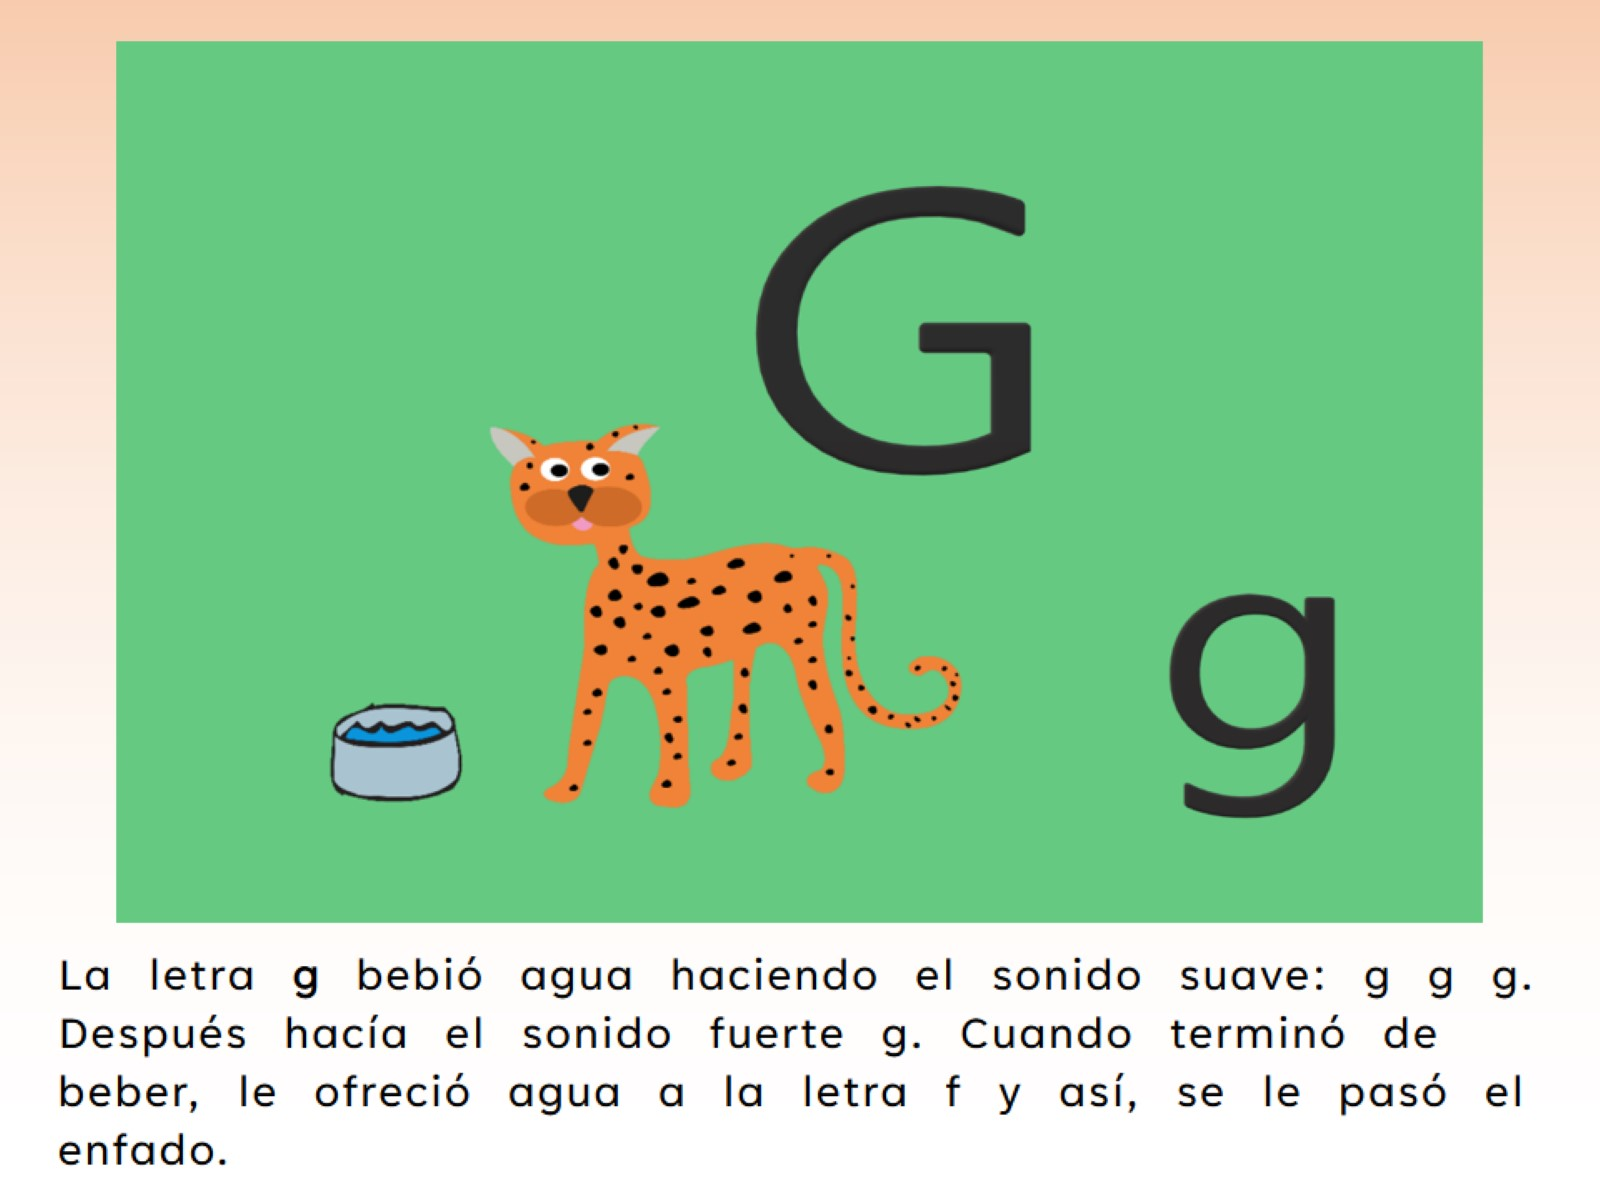 G
g
La letra g bebió agua haciendo el sonido suave: g g g.
Después hacía el sonido fuerte g. Cuando terminó de
beber, le ofreció agua a la letra f y así, se le pasó el
enfado.